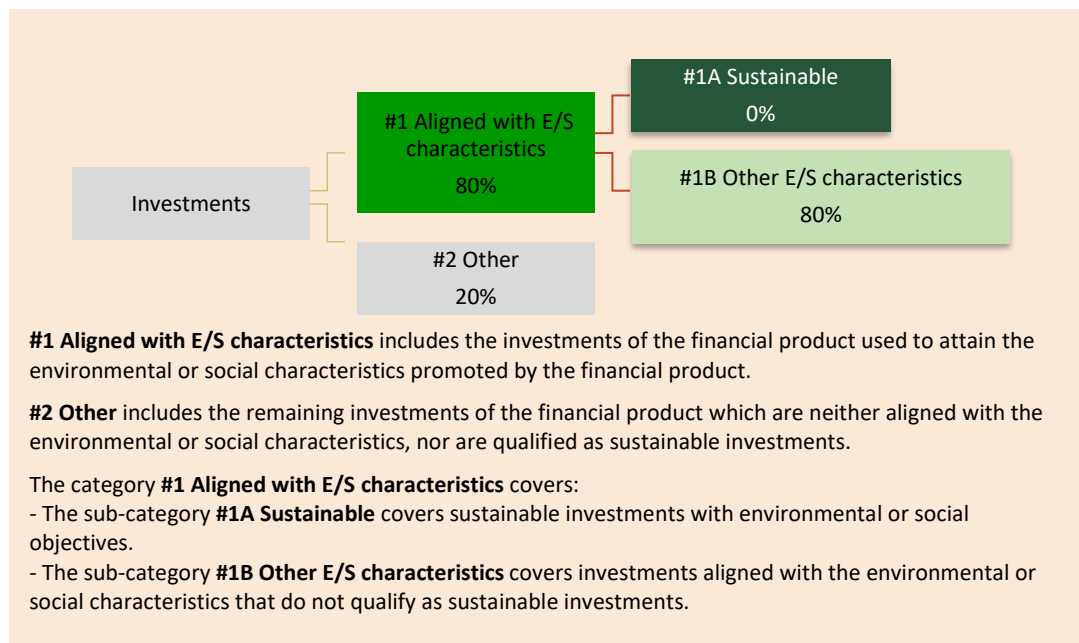 #1A Sustainable
0%
#1 Aligned with E/S
characteristics
80%
#1B Other E/S characteristics
80%
Investments
#2 Other
20%
#1 Aligned with E/S characteristics includes the investments of the financial product used to attain the
environmental or social characteristics promoted by the financial product.
#2 Other includes the remaining investments of the financial product which are neither aligned with the
environmental or social characteristics, nor are qualified as sustainable investments.
The category #1 Aligned with E/S characteristics covers:
- The sub-category #1A Sustainable covers sustainable investments with environmental or social
objectives.
- The sub-category #1B Other E/S characteristics covers investments aligned with the environmental or
social characteristics that do not qualify as sustainable investments.